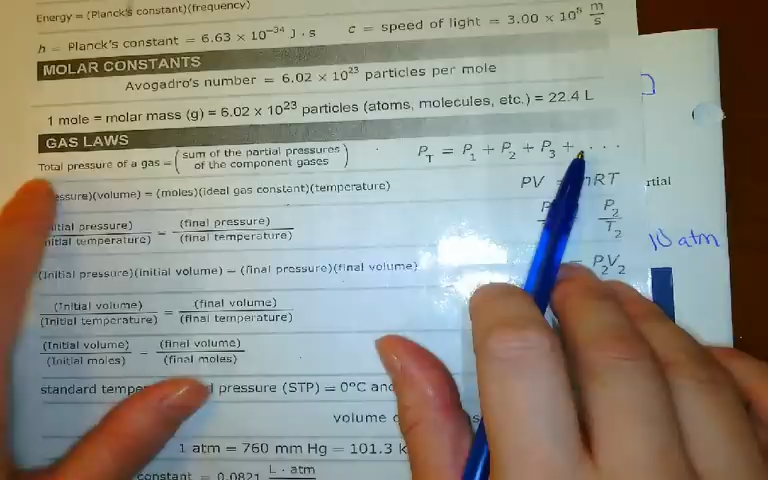 Energy = (Planck's constant)(frequency)
h = Planck's constant = 6.63 × 10⁻³⁴ J · s c = speed of light = 3.00 × 10⁸ m/s
MOLAR CONSTANTS
Avogadro's number = 6.02 × 10²³ particles per mole
1 mole = molar mass (g) = 6.02 × 10²³ particles (atoms, molecules, etc.) = 22.4 L
GAS LAWS
Total pressure of a gas = (sum of the partial pressures of the component gases) P_T = P₁ + P₂ + P₃ + . . .
essure)(volume) = (moles)(ideal gas constant)(temperature) PV nRT
rtial
itial pressure)/nitial temperature) = (final pressure)/(final temperature) P₂/T₂
10 atm
(Initial pressure)(initial volume) = (final pressure)(final volume) = P₂V₂
(Initial volume)/(Initial temperature) = (final volume)/(final temperature)
(Initial volume)/(Initial moles) = (final volume)/(final moles)
standard tempe pressure (STP) = 0°C and
volume
1 atm = 760 mm Hg = 101.3 k
constant = 0.0821 L · atm